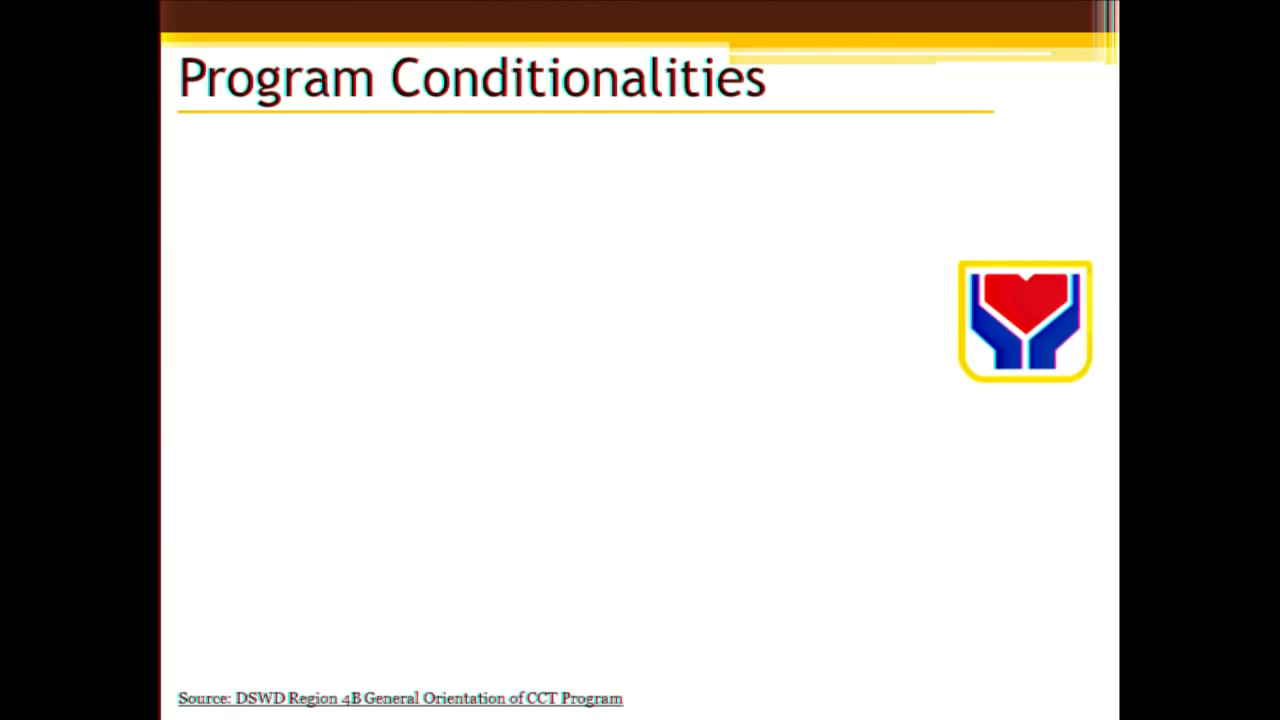 Program Conditionalities
Source: DSWD Region 4B General Orientation of CCT Program